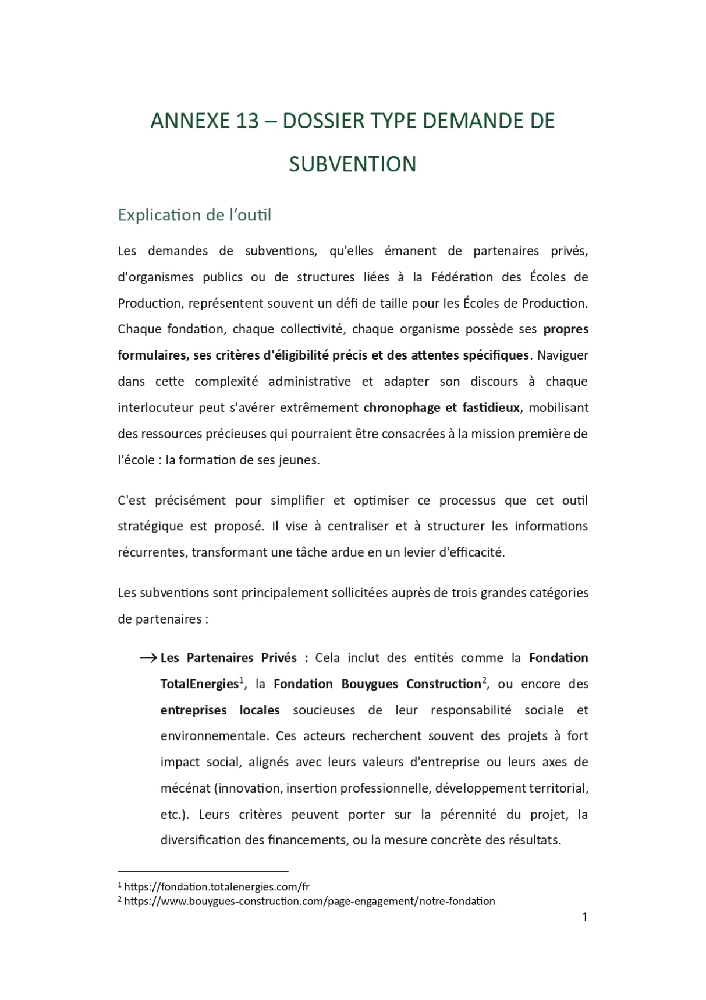 ANNEXE 13 – DOSSIER TYPE DEMANDE DE
SUBVENTION
Explication de l’outil
Les demandes de subventions, qu'elles émanent de partenaires privés,
d'organismes publics ou de structures liées à la Fédération des Écoles de
Production, représentent souvent un défi de taille pour les Écoles de Production.
Chaque fondation, chaque collectivité, chaque organisme possède ses propres
formulaires, ses critères d'éligibilité précis et des attentes spécifiques. Naviguer
dans cette complexité administrative et adapter son discours à chaque
interlocuteur peut s'avérer extrêmement chronophage et fastidieux, mobilisant
des ressources précieuses qui pourraient être consacrées à la mission première de
l'école : la formation de ses jeunes.
C'est précisément pour simplifier et optimiser ce processus que cet outil
stratégique est proposé. Il vise à centraliser et à structurer les informations
récurrentes, transformant une tâche ardue en un levier d'efficacité.
Les subventions sont principalement sollicitées auprès de trois grandes catégories
de partenaires :
→ Les Partenaires Privés : Cela inclut des entités comme la Fondation
TotalEnergies¹, la Fondation Bouygues Construction², ou encore des
entreprises locales soucieuses de leur responsabilité sociale et
environnementale. Ces acteurs recherchent souvent des projets à fort
impact social, alignés avec leurs valeurs d'entreprise ou leurs axes de
mécénat (innovation, insertion professionnelle, développement territorial,
etc.). Leurs critères peuvent porter sur la pérennité du projet, la
diversification des financements, ou la mesure concrète des résultats.
¹ https://fondation.totalenergies.com/fr
² https://www.bouygues-construction.com/page-engagement/notre-fondation
1